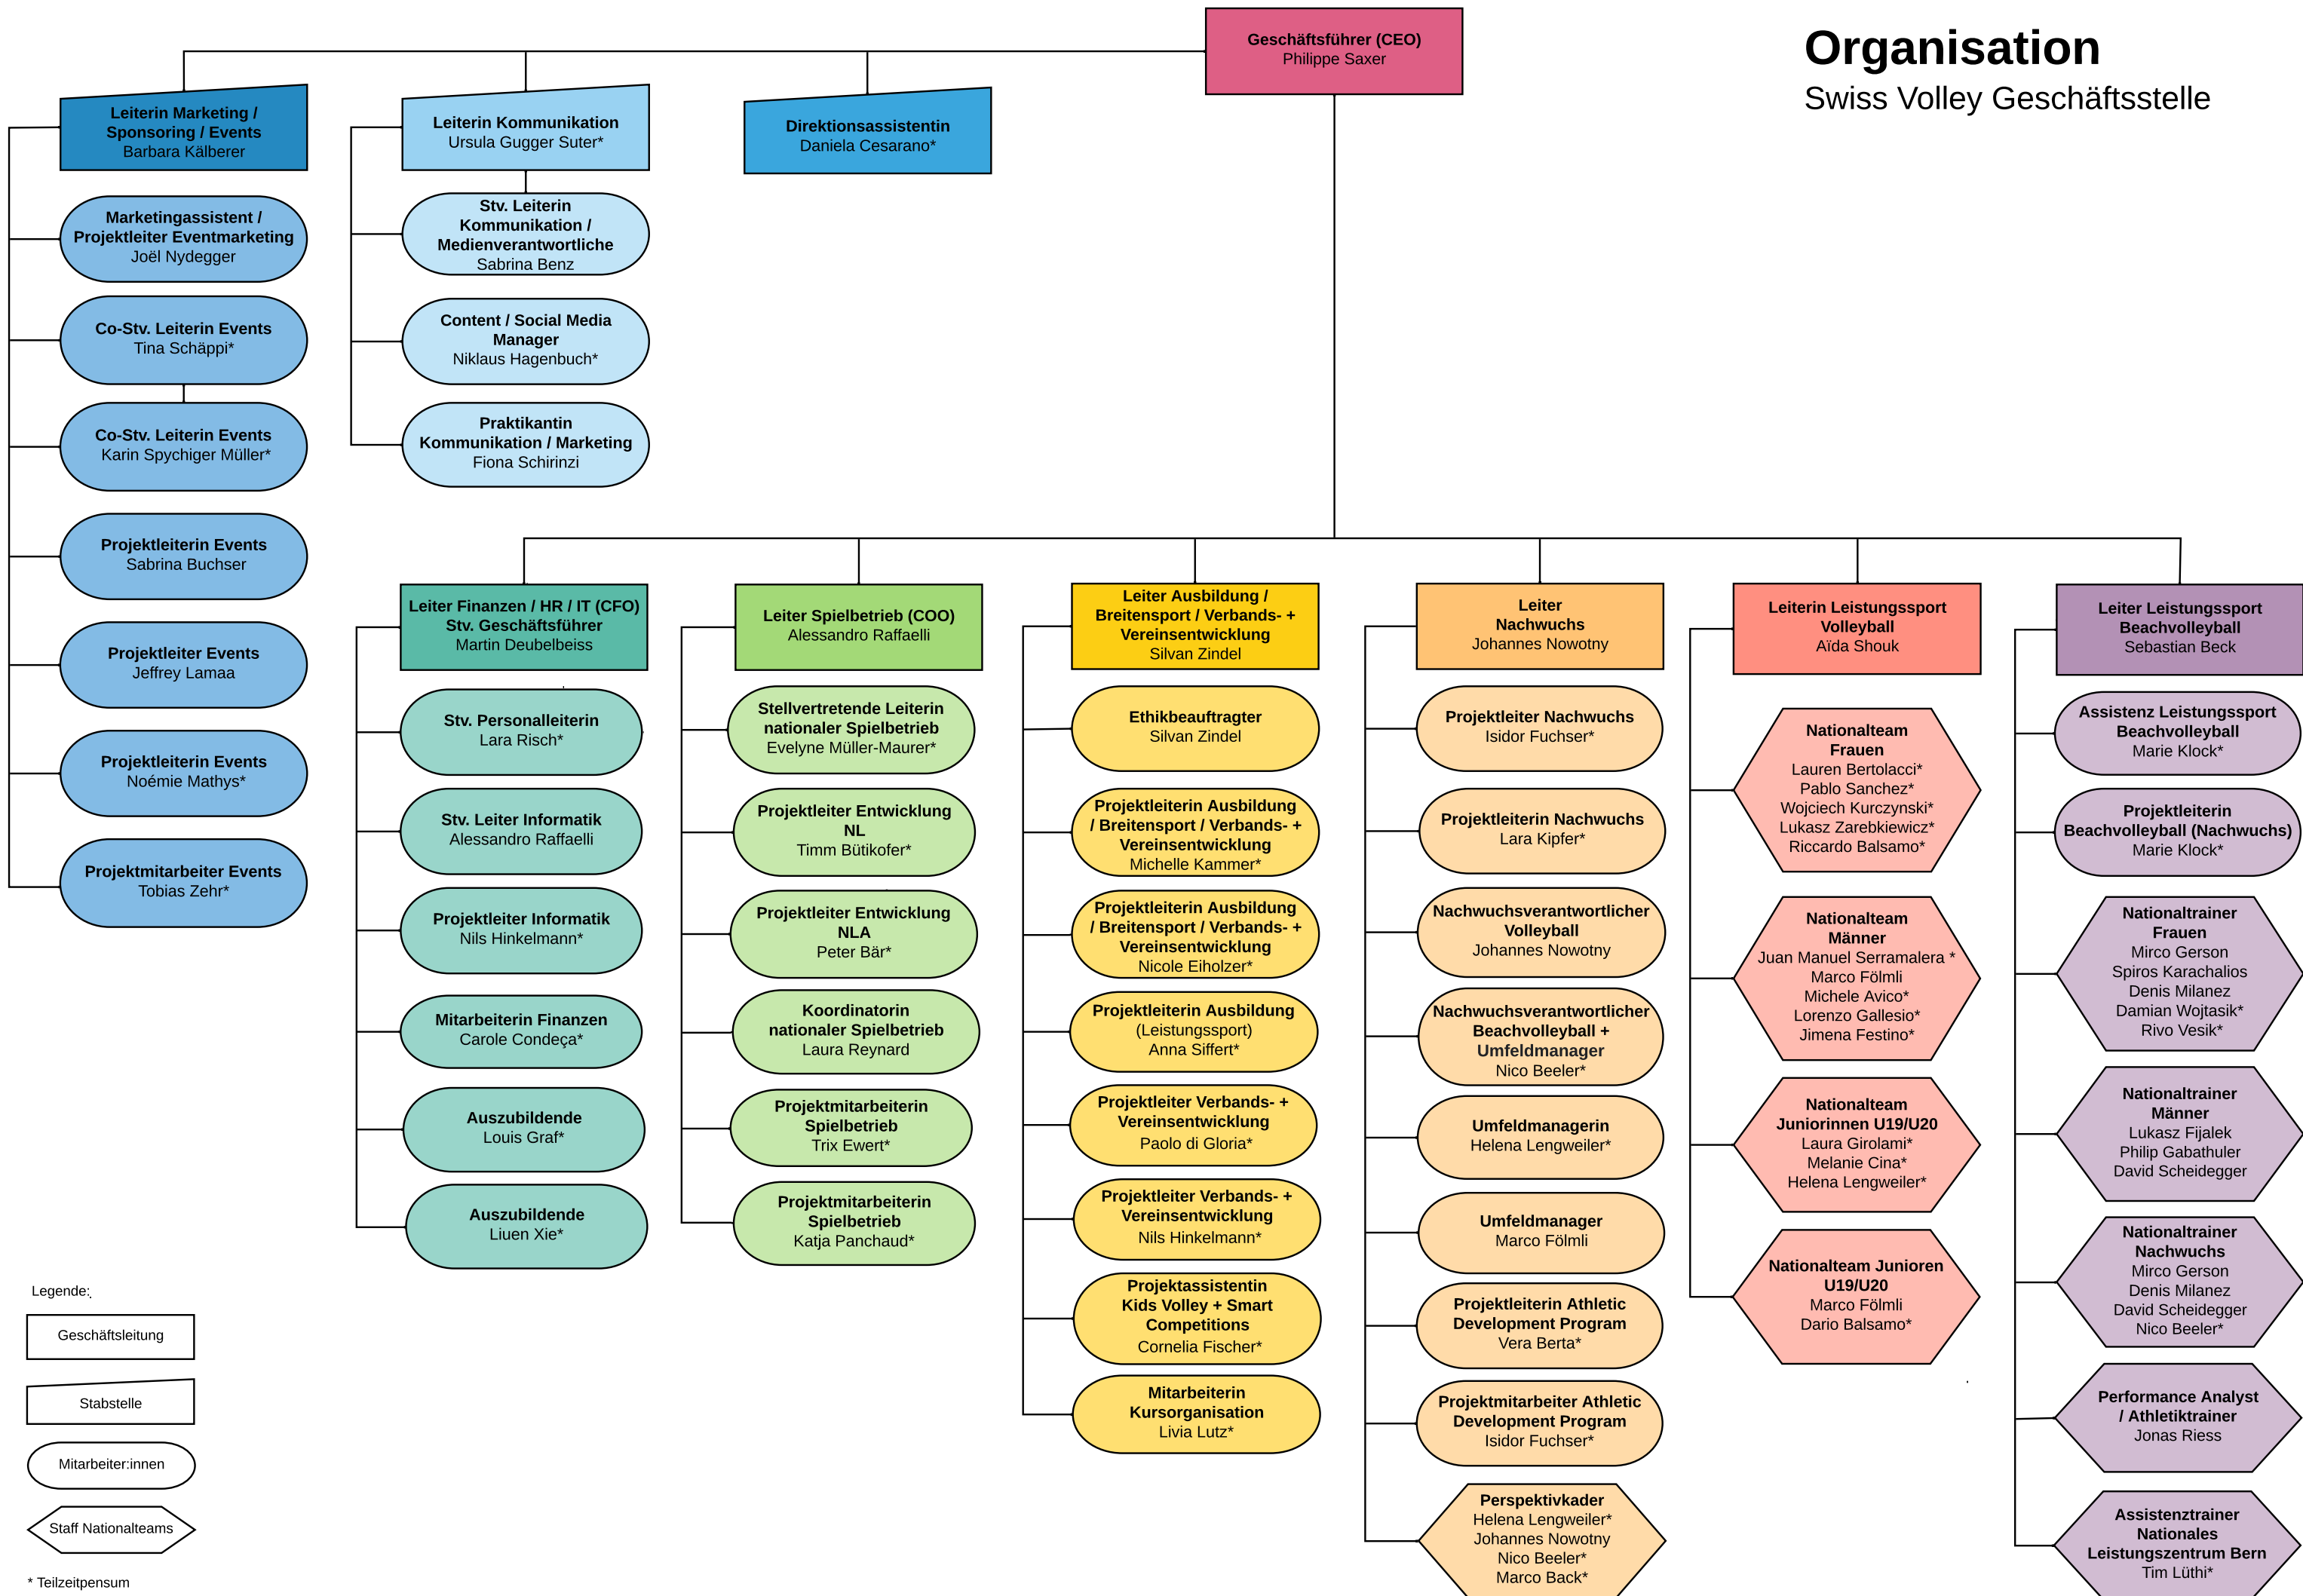 Organisation
Swiss Volley Geschäftsstelle
Geschäftsführer (CEO)
Philippe Saxer
Leiterin Marketing /
Sponsoring / Events
Barbara Kälberer
Marketingassistent /
Projektleiter Eventmarketing
Joël Nydegger
Co-Stv. Leiterin Events
Tina Schäppi*
Co-Stv. Leiterin Events
Karin Spychiger Müller*
Projektleiterin Events
Sabrina Buchser
Projektleiter Events
Jeffrey Lamaa
Projektleiterin Events
Noémie Mathys*
Projektmitarbeiter Events
Tobias Zehr*
Leiterin Kommunikation
Ursula Gugger Suter*
Stv. Leiterin
Kommunikation /
Medienverantwortliche
Sabrina Benz
Content / Social Media
Manager
Niklaus Hagenbuch*
Praktikantin
Kommunikation / Marketing
Fiona Schirinzi
Direktionsassistentin
Daniela Cesarano*
Leiter Finanzen / HR / IT (CFO)
Stv. Geschäftsführer
Martin Deubelbeiss
Stv. Personalleiterin
Lara Risch*
Stv. Leiter Informatik
Alessandro Raffaelli
Projektleiter Informatik
Nils Hinkelmann*
Mitarbeiterin Finanzen
Carole Condeça*
Auszubildende
Louis Graf*
Auszubildende
Liuen Xie*
Leiter Spielbetrieb (COO)
Alessandro Raffaelli
Stellvertretende Leiterin
nationaler Spielbetrieb
Evelyne Müller-Maurer*
Projektleiter Entwicklung
NL
Timm Bütikofer*
Projektleiter Entwicklung
NLA
Peter Bär*
Koordinatorin
nationaler Spielbetrieb
Laura Reynard
Projektmitarbeiterin
Spielbetrieb
Trix Ewert*
Projektmitarbeiterin
Spielbetrieb
Katja Panchaud*
Leiter Ausbildung /
Breitensport / Verbands- +
Vereinsentwicklung
Silvan Zindel
Ethikbeauftragter
Silvan Zindel
Projektleiterin Ausbildung
/ Breitensport / Verbands- +
Vereinsentwicklung
Michelle Kammer*
Projektleiterin Ausbildung
/ Breitensport / Verbands- +
Vereinsentwicklung
Nicole Eiholzer*
Projektleiterin Ausbildung
(Leistungssport)
Anna Siffert*
Projektleiter Verbands- +
Vereinsentwicklung
Paolo di Gloria*
Projektleiter Verbands- +
Vereinsentwicklung
Nils Hinkelmann*
Projektassistentin
Kids Volley + Smart
Competitions
Cornelia Fischer*
Mitarbeiterin
Kursorganisation
Livia Lutz*
Leiter
Nachwuchs
Johannes Nowotny
Projektleiter Nachwuchs
Isidor Fuchser*
Projektleiterin Nachwuchs
Lara Kipfer*
Nachwuchsverantwortlicher
Volleyball
Johannes Nowotny
Nachwuchsverantwortlicher
Beachvolleyball +
Umfeldmanager
Nico Beeler*
Umfeldmanagerin
Helena Lengweiler*
Umfeldmanager
Marco Fölmli
Projektleiterin Athletic
Development Program
Vera Berta*
Projektmitarbeiter Athletic
Development Program
Isidor Fuchser*
Perspektivkader
Helena Lengweiler*
Johannes Nowotny
Nico Beeler*
Marco Back*
Leiterin Leistungssport
Volleyball
Aïda Shouk
Nationalteam
Frauen
Lauren Bertolacci*
Pablo Sanchez*
Wojciech Kurczynski*
Lukasz Zarebkiewicz*
Riccardo Balsamo*
Nationalteam
Männer
Juan Manuel Serramalera *
Marco Fölmli
Michele Avico*
Lorenzo Gallesio*
Jimena Festino*
Nationalteam
Juniorinnen U19/U20
Laura Girolami*
Melanie Cina*
Helena Lengweiler*
Nationalteam Junioren
U19/U20
Marco Fölmli
Dario Balsamo*
Leiter Leistungssport
Beachvolleyball
Sebastian Beck
Assistenz Leistungssport
Beachvolleyball
Marie Klock*
Projektleiterin
Beachvolleyball (Nachwuchs)
Marie Klock*
Nationaltrainer
Frauen
Mirco Gerson
Spiros Karachalios
Denis Milanez
Damian Wojtasik*
Rivo Vesik*
Nationaltrainer
Männer
Lukasz Fijalek
Philip Gabathuler
David Scheidegger
Nationaltrainer
Nachwuchs
Mirco Gerson
Denis Milanez
David Scheidegger
Nico Beeler*
Performance Analyst
/ Athletiktrainer
Jonas Riess
Assistenztrainer
Nationales
Leistungszentrum Bern
Tim Lüthi*
Legende:
Geschäftsleitung
Stabstelle
Mitarbeiter:innen
Staff Nationalteams
* Teilzeitpensum